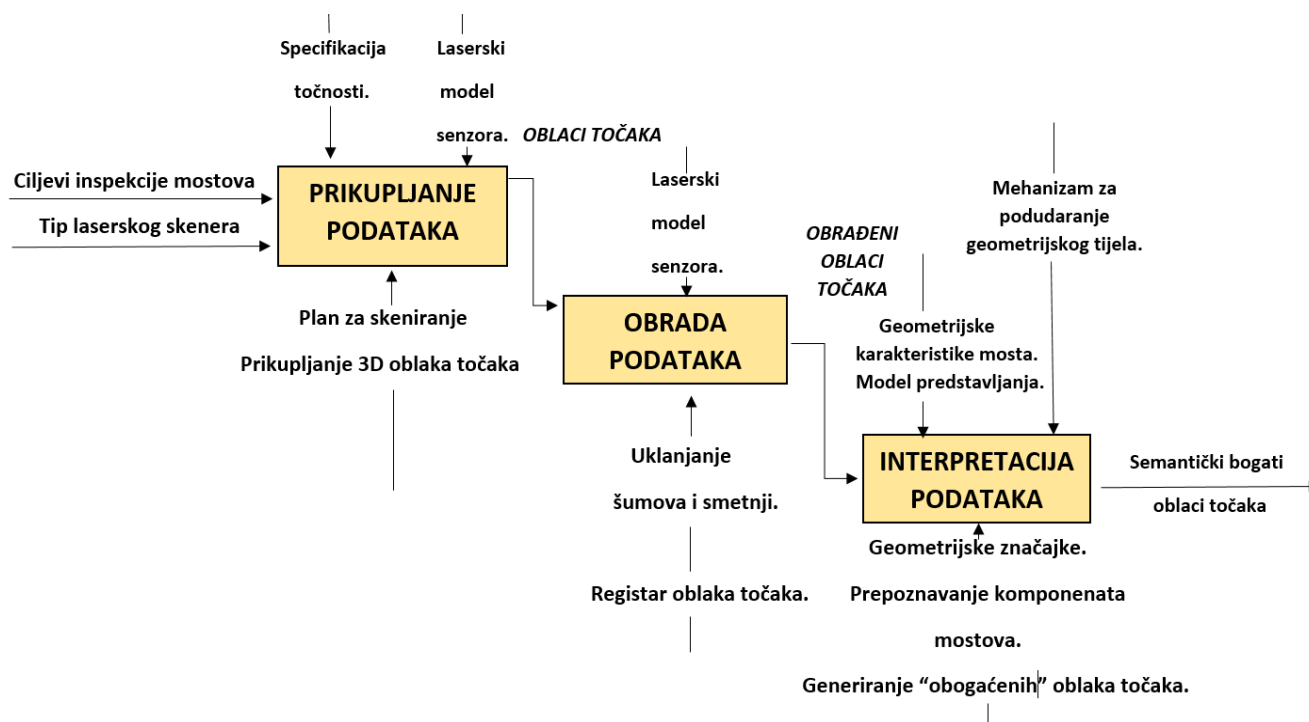 Specifikacija
točnosti.
Laserski
model
senzora.
OBLACI TOČAKA
Ciljevi inspekcije mostova
Tip laserskog skenera
PRIKUPLJANJE
PODATAKA
Plan za skeniranje
Prikupljanje 3D oblaka točaka
Laserski
model
senzora.
OBRADA
PODATAKA
Uklanjanje
šumova i smetnji.
Registar oblaka točaka.
OBRAĐENI
OBLACI
TOČAKA
Geometrijske
karakteristike mosta.
Model predstavljanja.
Mehanizam za
podudaranje
geometrijskog tijela.
INTERPRETACIJA
PODATAKA
Geometrijske značajke.
Prepoznavanje komponenata
mostova.
Generiranje “obogaćenih” oblaka točaka.
Semantički bogati
oblaci točaka